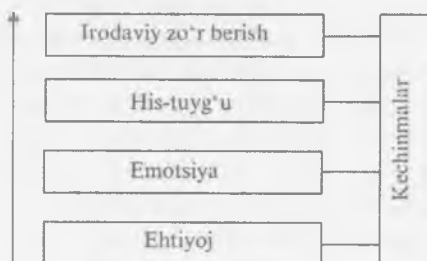 Irodaviy zo‘r berish
His-tuyg‘u
Emotsiya
Ehtiyoj
Kechinmalar